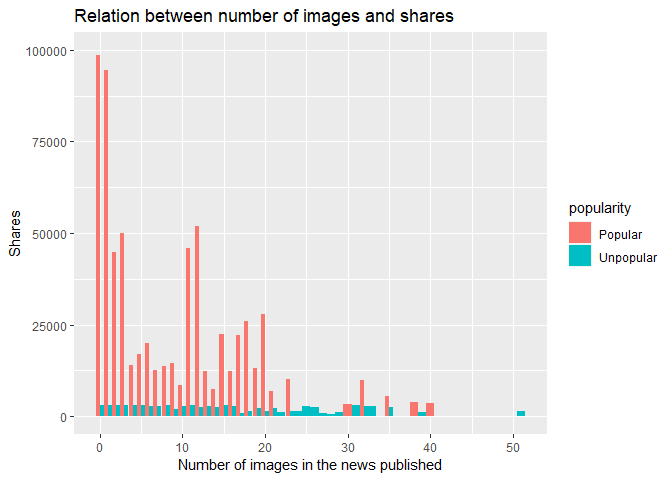 Relation between number of images and shares
100000
75000
50000
25000
0
Shares
0 10 20 30 40 50
Number of images in the news published
popularity
Popular
Unpopular